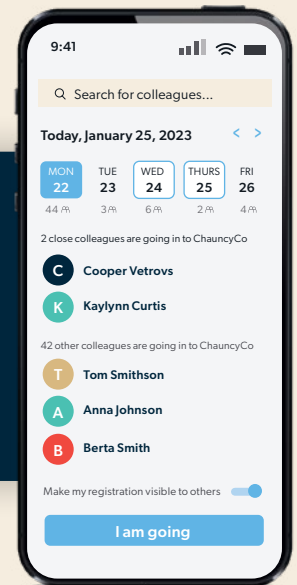 9:41
Search for colleagues...
Today, January 25, 2023 < >
MON TUE WED THURS FRI
22 23 24 25 26
44 3 6 2 4
2 close colleagues are going in to ChauncyCo
C Cooper Vetrovs
K Kaylynn Curtis
42 other colleagues are going in to ChauncyCo
T Tom Smithson
A Anna Johnson
B Berta Smith
Make my registration visible to others
I am going